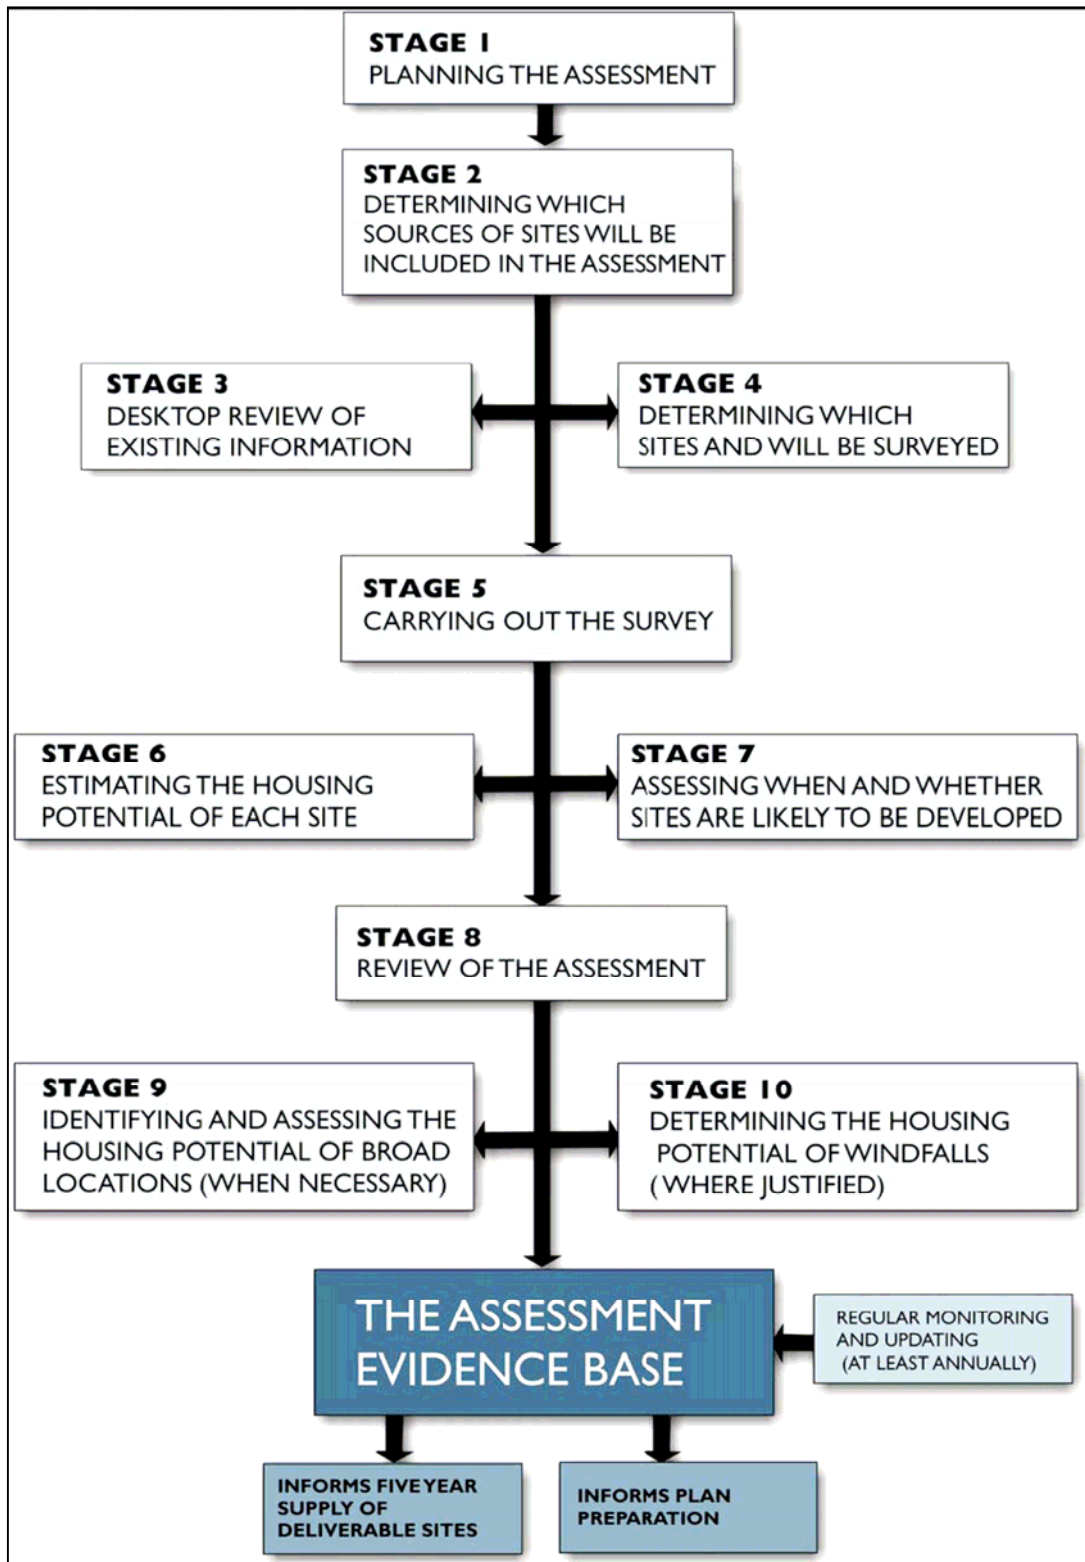 STAGE 1
PLANNING THE ASSESSMENT
STAGE 2
DETERMINING WHICH
SOURCES OF SITES WILL BE
INCLUDED IN THE ASSESSMENT
STAGE 3
DESKTOP REVIEW OF
EXISTING INFORMATION
STAGE 4
DETERMINING WHICH
SITES AND WILL BE SURVEYED
STAGE 5
CARRYING OUT THE SURVEY
STAGE 6
ESTIMATING THE HOUSING
POTENTIAL OF EACH SITE
STAGE 7
ASSESSING WHEN AND WHETHER
SITES ARE LIKELY TO BE DEVELOPED
STAGE 8
REVIEW OF THE ASSESSMENT
STAGE 9
IDENTIFYING AND ASSESSING THE
HOUSING POTENTIAL OF BROAD
LOCATIONS (WHEN NECESSARY)
STAGE 10
DETERMINING THE HOUSING
POTENTIAL OF WINDFALLS
( WHERE JUSTIFIED)
THE ASSESSMENT
EVIDENCE BASE
REGULAR MONITORING
AND UPDATING
(AT LEAST ANNUALLY)
INFORMS FIVE YEAR
SUPPLY OF
DELIVERABLE SITES
INFORMS PLAN
PREPARATION